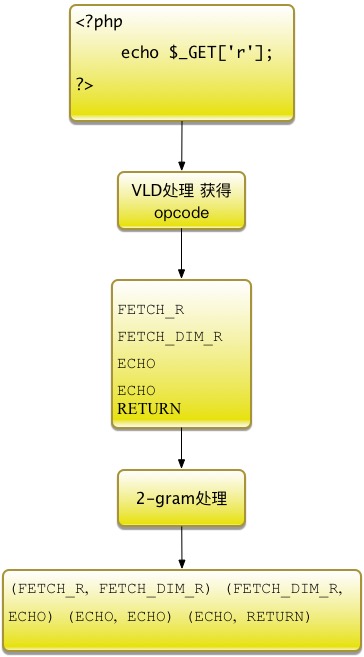 <?php
echo $_GET['r'];
?>
VLD处理 获得
opcode
FETCH_R
FETCH_DIM_R
ECHO
ECHO
RETURN
2-gram处理
(FETCH_R, FETCH_DIM_R) (FETCH_DIM_R,
ECHO) (ECHO, ECHO) (ECHO, RETURN)